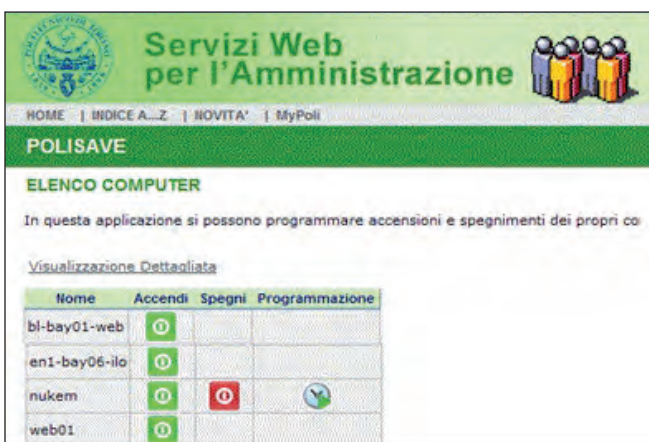 Servizi Web
per l'Amministrazione
HOME | INDICE A...Z | NOVITA' | MyPoli
POLISAVE
ELENCO COMPUTER
In questa applicazione si possono programmare accensioni e spegnimenti dei propri co
Visualizzazione Dettagliata
Nome Accendi Spegni Programmazione
bl-bay01-web
en1-bay06-ilo
nukem
web01